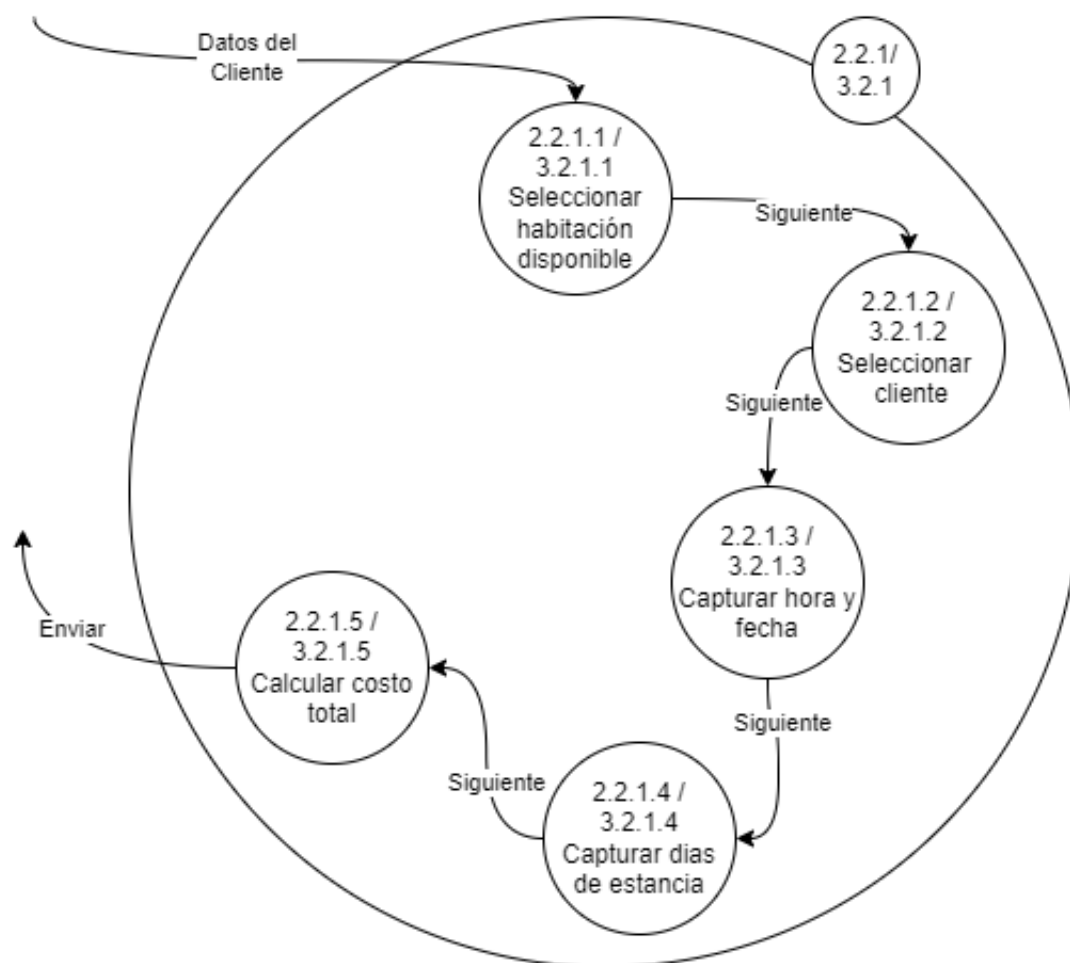 Datos del
Cliente
2.2.1/
3.2.1
2.2.1.1 /
3.2.1.1
Seleccionar
habitación
disponible
Siguiente
2.2.1.2 /
3.2.1.2
Seleccionar
cliente
Siguiente
2.2.1.3 /
3.2.1.3
Capturar hora y
fecha
Siguiente
2.2.1.4 /
3.2.1.4
Capturar dias
de estancia
Siguiente
2.2.1.5 /
3.2.1.5
Calcular costo
total
Enviar